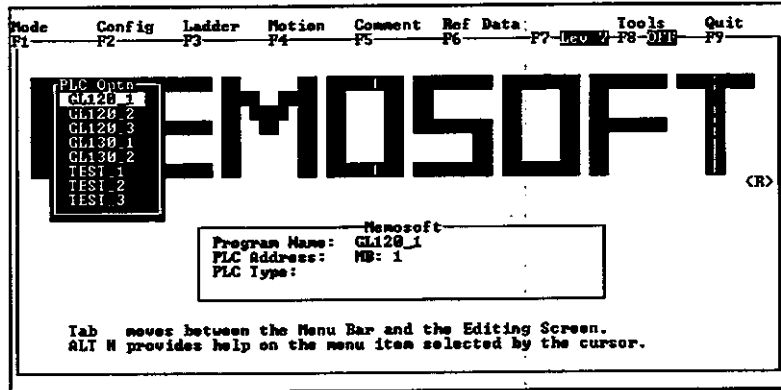 Mode Config Ladder Motion Comment Ref Data Tools Quit
F1 F2 F3 F4 F5 F6 F7 Lev 7 F8 OFF F9
MEMOSOFT
PLC Optn
GL120_1
GL120_2
GL120_3
GL130_1
GL130_2
TEST_1
TEST_2
TEST_3
<R>
Memosoft
Program Name: GL120_1
PLC Address: MB: 1
PLC Type:
Tab moves between the Menu Bar and the Editing Screen.
ALT H provides help on the menu item selected by the cursor.